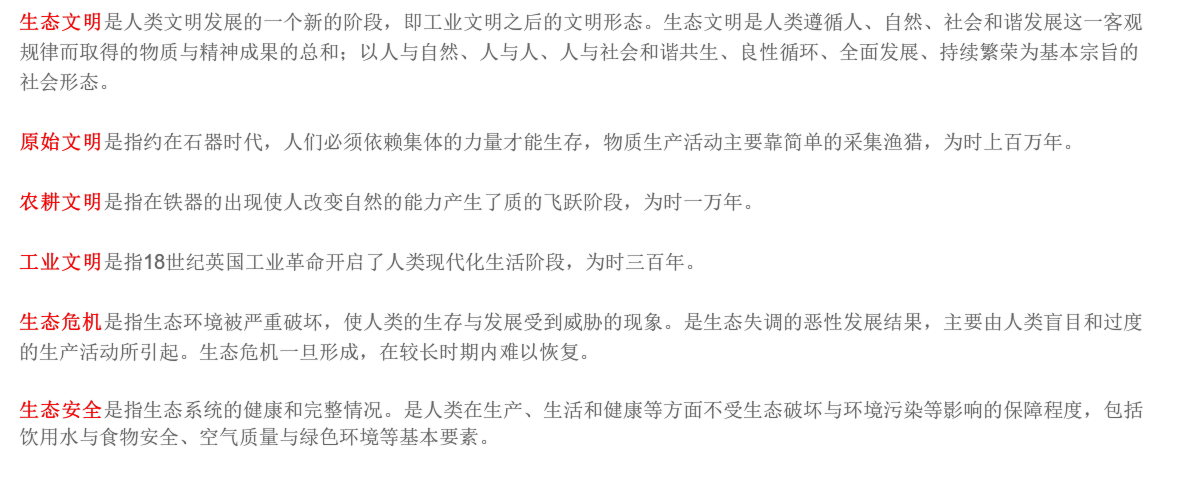 生态文明是人类文明发展的一个新的阶段，即工业文明之后的文明形态。生态文明是人类遵循人、自然、社会和谐发展这一客观
规律而取得的物质与精神成果的总和；以人与自然、人与人、人与社会和谐共生、良性循环、全面发展、持续繁荣为基本宗旨的
社会形态。
原始文明是指约在石器时代，人们必须依赖集体的力量才能生存，物质生产活动主要靠简单的采集渔猎，为时上百万年。
农耕文明是指在铁器的出现使人改变自然的能力产生了质的飞跃阶段，为时一万年。
工业文明是指18世纪英国工业革命开启了人类现代化生活阶段，为时三百年。
生态危机是指生态环境被严重破坏，使人类的生存与发展受到威胁的现象。是生态失调的恶性发展结果，主要由人类盲目和过度
的生产活动所引起。生态危机一旦形成，在较长时期内难以恢复。
生态安全是指生态系统的健康和完整情况。是人类在生产、生活和健康等方面不受生态破坏与环境污染等影响的保障程度，包括
饮用水与食物安全、空气质量与绿色环境等基本要素。